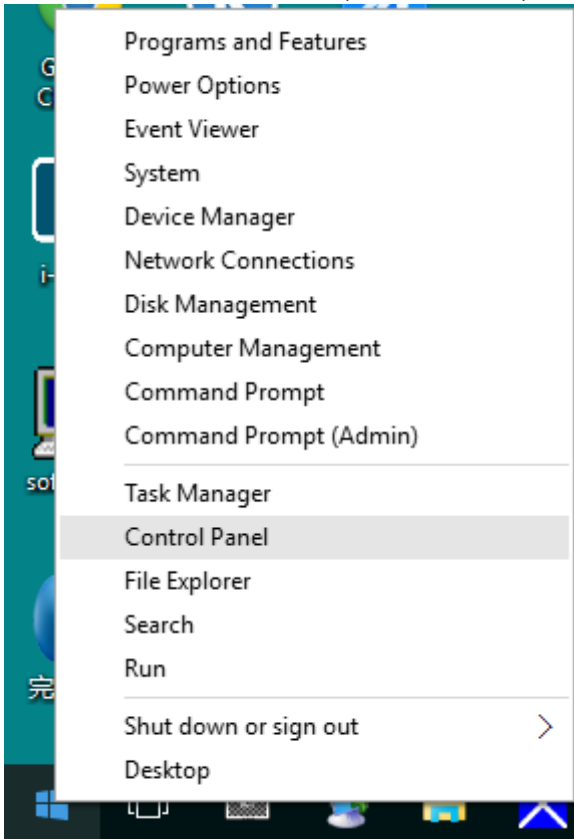 Programs and Features
Power Options
Event Viewer
System
Device Manager
Network Connections
Disk Management
Computer Management
Command Prompt
Command Prompt (Admin)
Task Manager
Control Panel
File Explorer
Search
Run
Shut down or sign out
Desktop